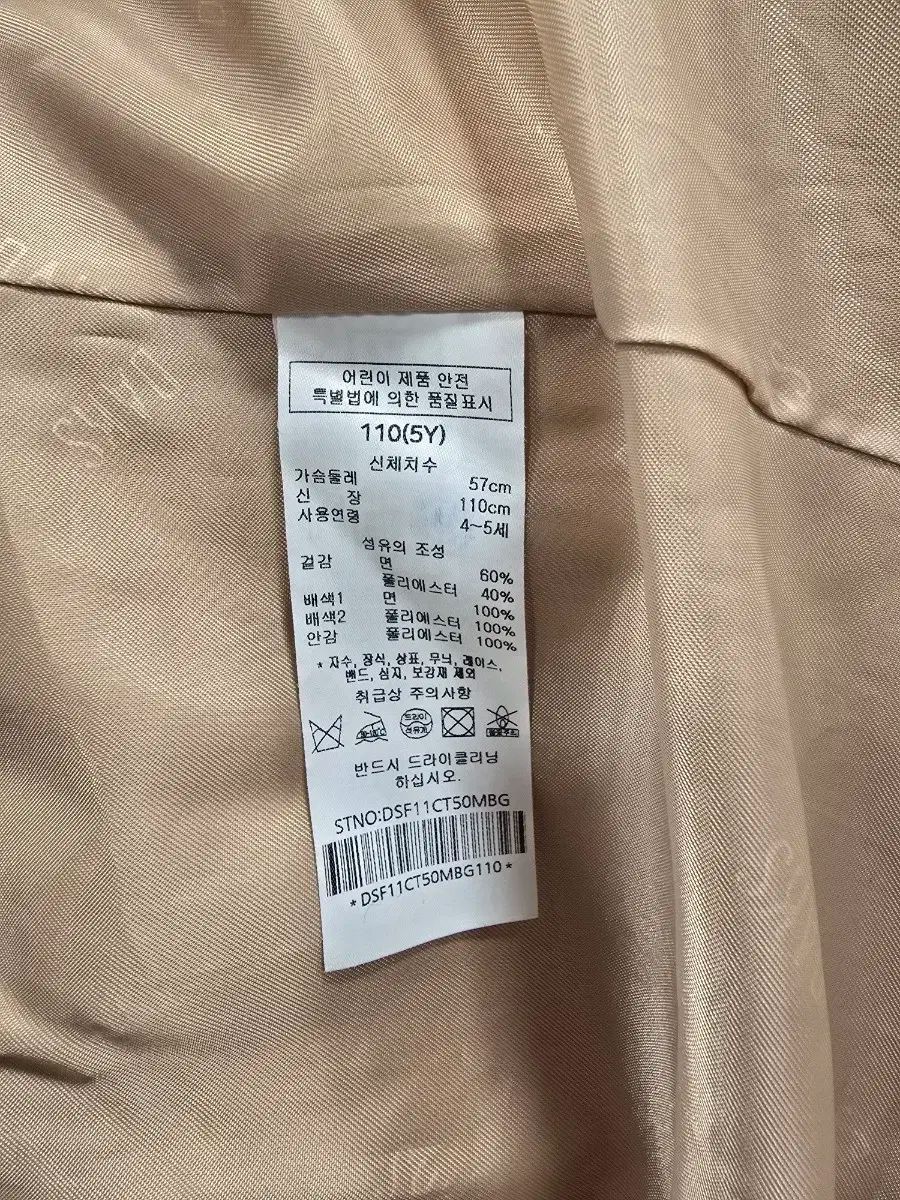 어린이 제품 안전
특별법에 의한 품질표시
110(5Y)
신체치수
가슴둘레 57cm
신 장 110cm
사용연령 4~5세
섬유의 조성
겉감 면 60%
폴리에스터 40%
배색1 면 100%
배색2 폴리에스터 100%
안감 폴리에스터 100%
* 자수, 장식, 상표, 무늬, 레이스,
밴드, 심지, 보강재 제외
취급상 주의사항
드라이
석유계
반드시 드라이클리닝
하십시오.
STNO:DSF11CT50MBG
*DSF11CT50MBG110*